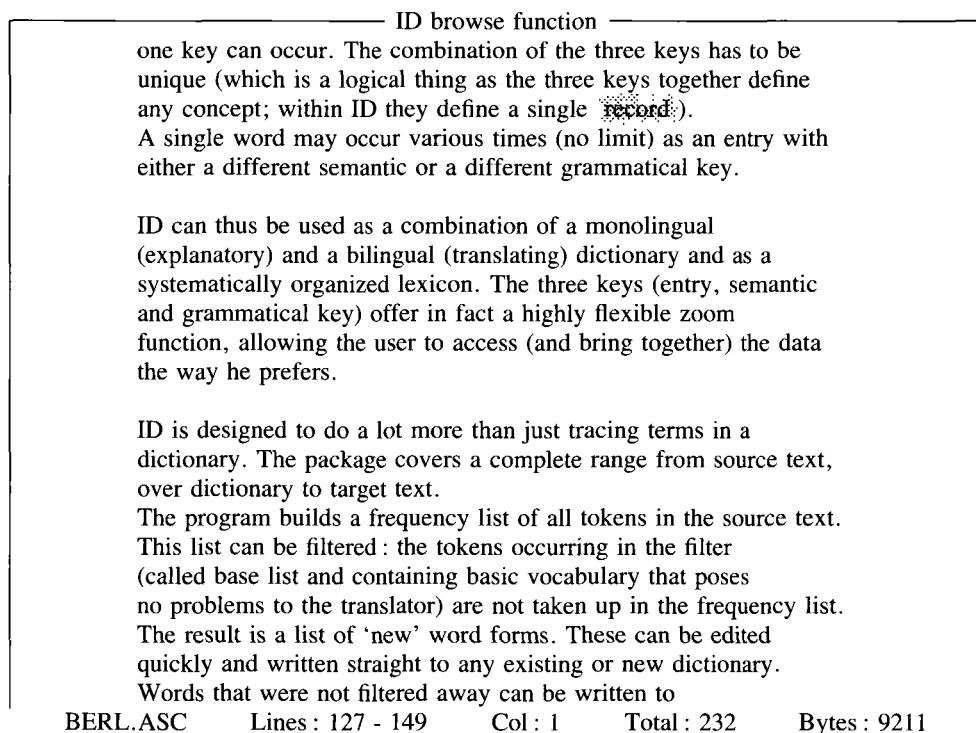 ID browse function
one key can occur. The combination of the three keys has to be
unique (which is a logical thing as the three keys together define
any concept; within ID they define a single record).
A single word may occur various times (no limit) as an entry with
either a different semantic or a different grammatical key.
ID can thus be used as a combination of a monolingual
(explanatory) and a bilingual (translating) dictionary and as a
systematically organized lexicon. The three keys (entry, semantic
and grammatical key) offer in fact a highly flexible zoom
function, allowing the user to access (and bring together) the data
the way he prefers.
ID is designed to do a lot more than just tracing terms in a
dictionary. The package covers a complete range from source text,
over dictionary to target text.
The program builds a frequency list of all tokens in the source text.
This list can be filtered : the tokens occurring in the filter
(called base list and containing basic vocabulary that poses
no problems to the translator) are not taken up in the frequency list.
The result is a list of ‘new’ word forms. These can be edited
quickly and written straight to any existing or new dictionary.
Words that were not filtered away can be written to
BERL.ASC Lines : 127 - 149 Col : 1 Total : 232 Bytes : 9211